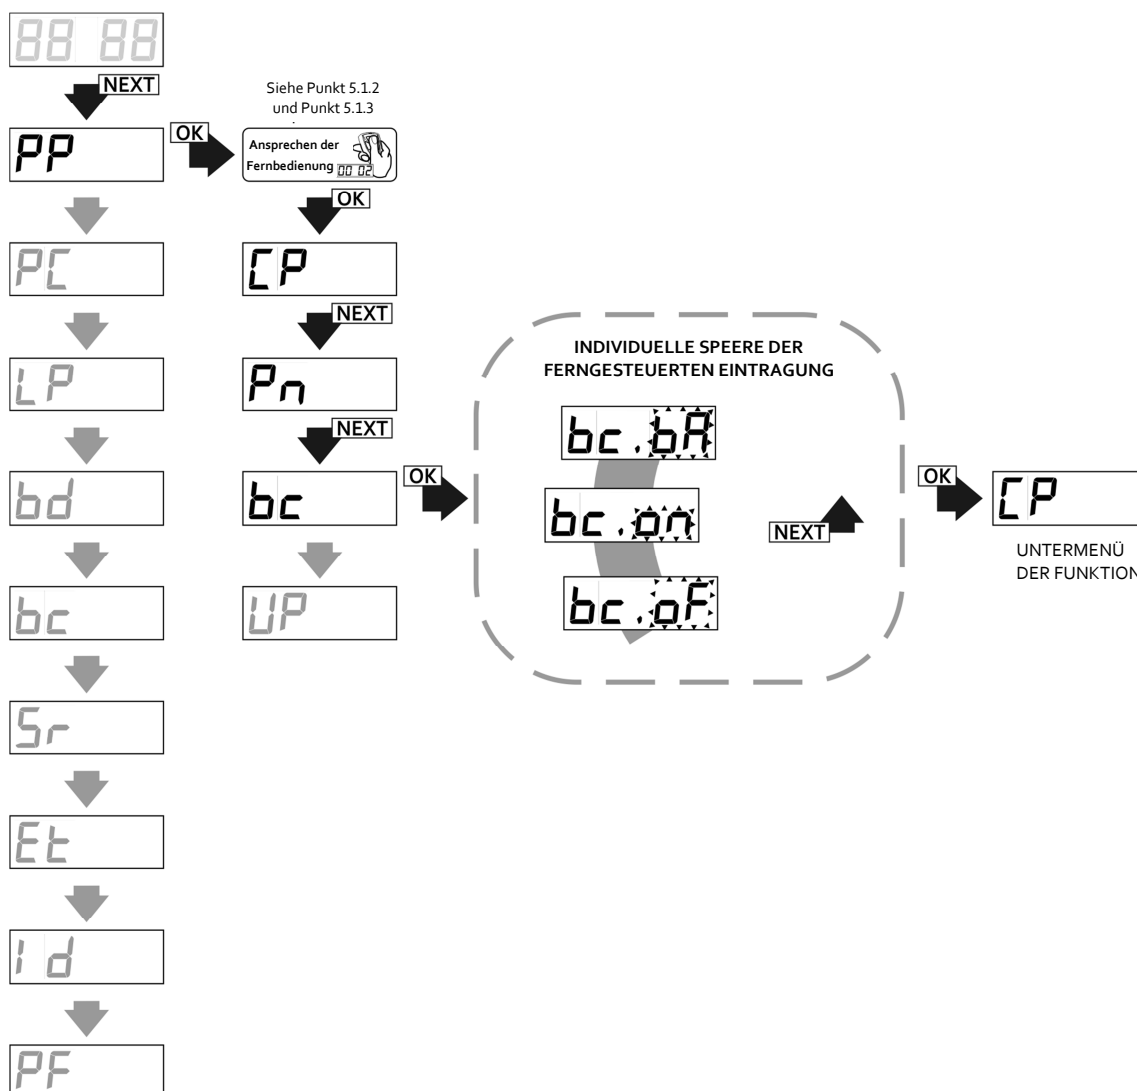 88 88
NEXT
PP
OK
Siehe Punkt 5.1.2
und Punkt 5.1.3
Ansprechen der
Fernbedienung 00 02
OK
PC
CP
NEXT
LP
Pn
NEXT
bd
bc
OK
bc
UP
Sr
Et
Id
PF
INDIVIDUELLE SPEERE DER
FERNGESTEUERTEN EINTRAGUNG
bc.bA
bc.on
NEXT
bc.oF
OK
CP
UNTERMENÜ
DER FUNKTION